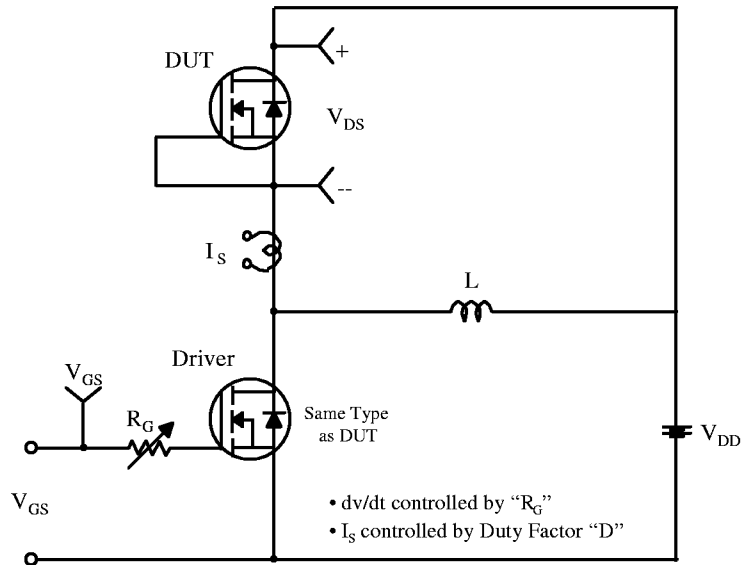 DUT
+
V_DS
--
I_S
L
Driver
V_GS
R_G
Same Type
as DUT
V_DD
V_GS
• dv/dt controlled by “R_G”
• I_S controlled by Duty Factor “D”